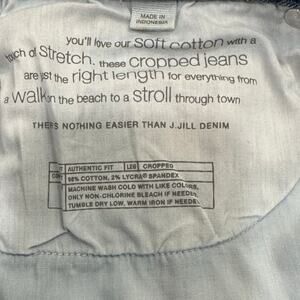 MADE IN
INDONESIA
you'll love our soft cotton with a
touch of stretch. these cropped jeans
are just the right length for everything from
a walk on the beach to a stroll through town
THERE'S NOTHING EASIER THAN J.JILL DENIM
AUTHENTIC FIT LEG CROPPED
98% COTTON, 2% LYCRA® SPANDEX
MACHINE WASH COLD WITH LIKE COLORS,
ONLY NON-CHLORINE BLEACH IF NEEDED,
TUMBLE DRY LOW, WARM IRON IF NEEDED